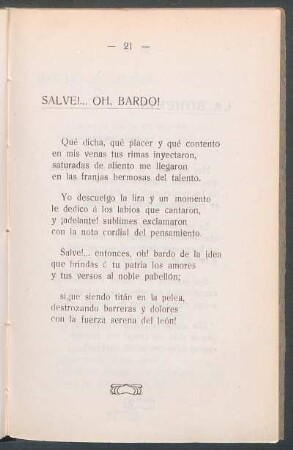 — 21 —
SALVE!... OH, BARDO!
Qué dicha, qué placer y qué contento
en mis venas tus rimas inyectaron,
saturadas de aliento me llegaron
en las franjas hermosas del talento.
Yo descuelgo la lira y un momento
le dedico á los labios que cantaron,
y ¡adelante! sublimes exclamaron
con la nota cordial del pensamiento.
Salve!... entonces, oh! bardo de la idea
que brindas á tu patria los amores
y tus versos al noble pabellón;
sigue siendo titán en la pelea,
destrozando barreras y dolores
con la fuerza serena del león!